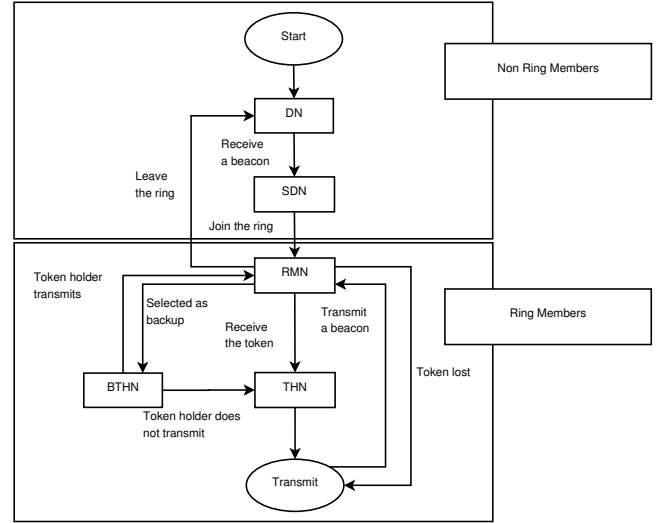 Start
Non Ring Members
DN
Receive
a beacon
Leave
the ring
SDN
Join the ring
RMN
Token holder
transmits
Selected as
backup
Transmit
a beacon
Ring Members
Receive
the token
Token lost
BTHN
THN
Token holder does
not transmit
Transmit